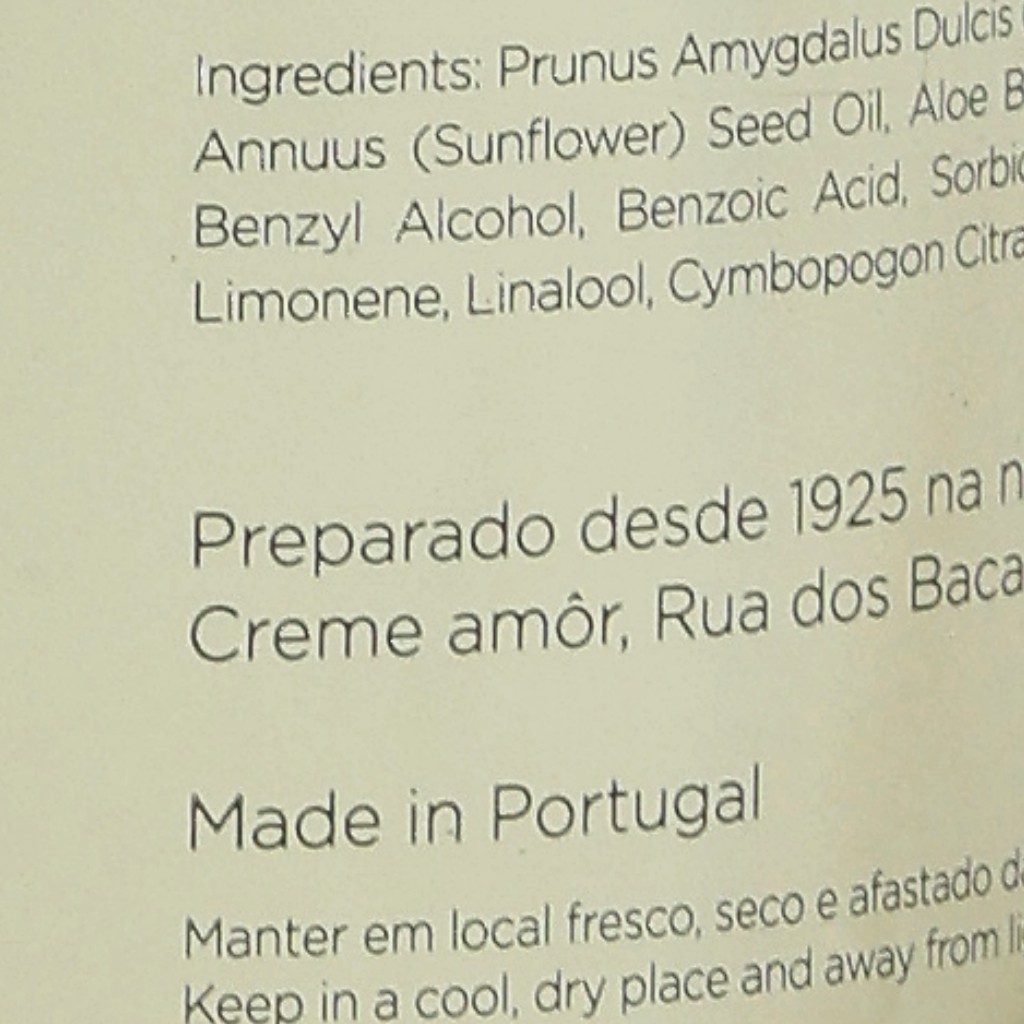 Ingredients: Prunus Amygdalus Dulcis
Annuus (Sunflower) Seed Oil, Aloe
Benzyl Alcohol, Benzoic Acid,
Limonene, Linalool, Cymbopogon
Preparado desde 1925 na
Creme amôr, Rua dos
Made in Portugal
Manter em local fresco, seco e afastado
Keep in a cool, dry place and away from